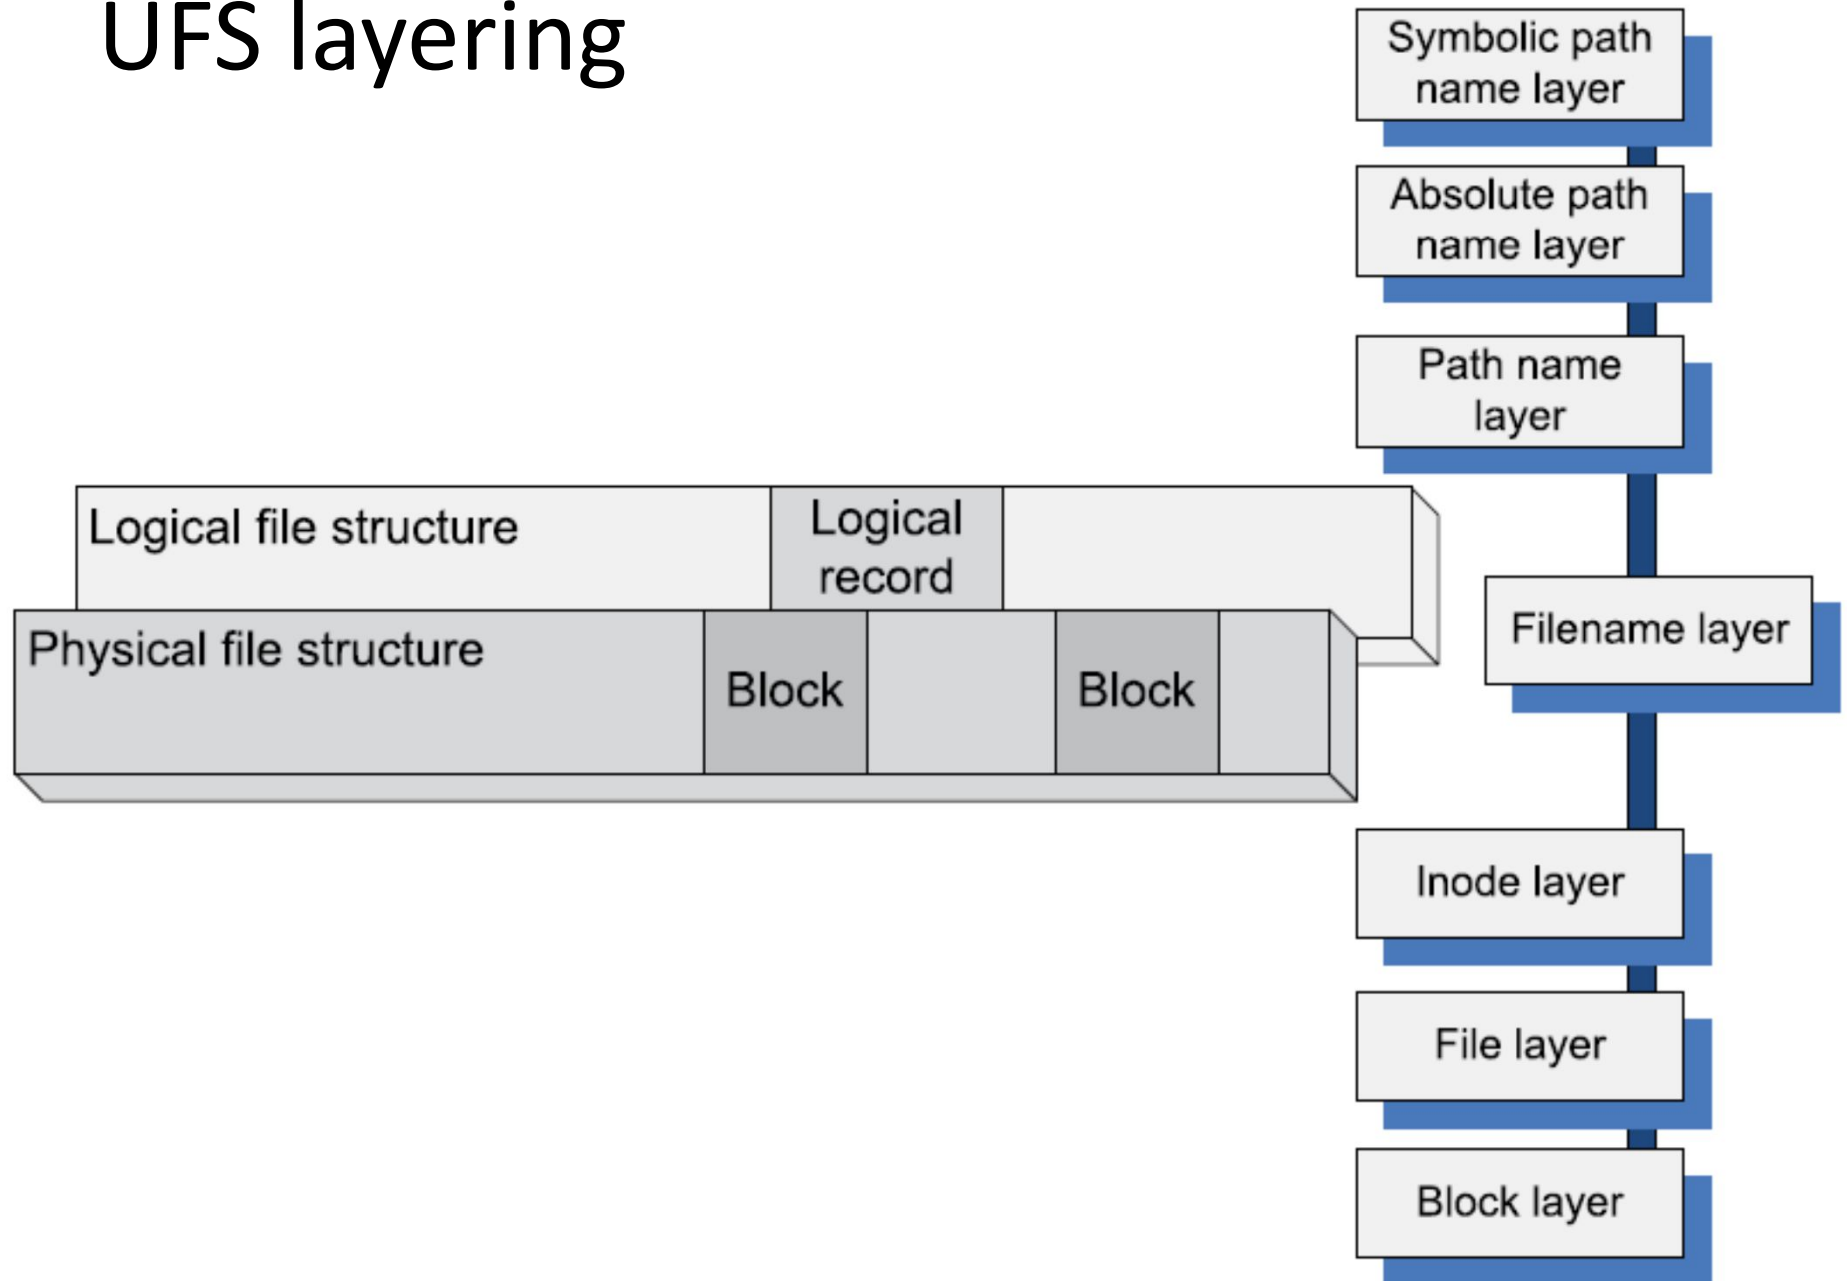 UFS layering
Symbolic path
name layer
Absolute path
name layer
Path name
layer
Logical file structure
Logical
record
Physical file structure
Block
Block
Filename layer
Inode layer
File layer
Block layer